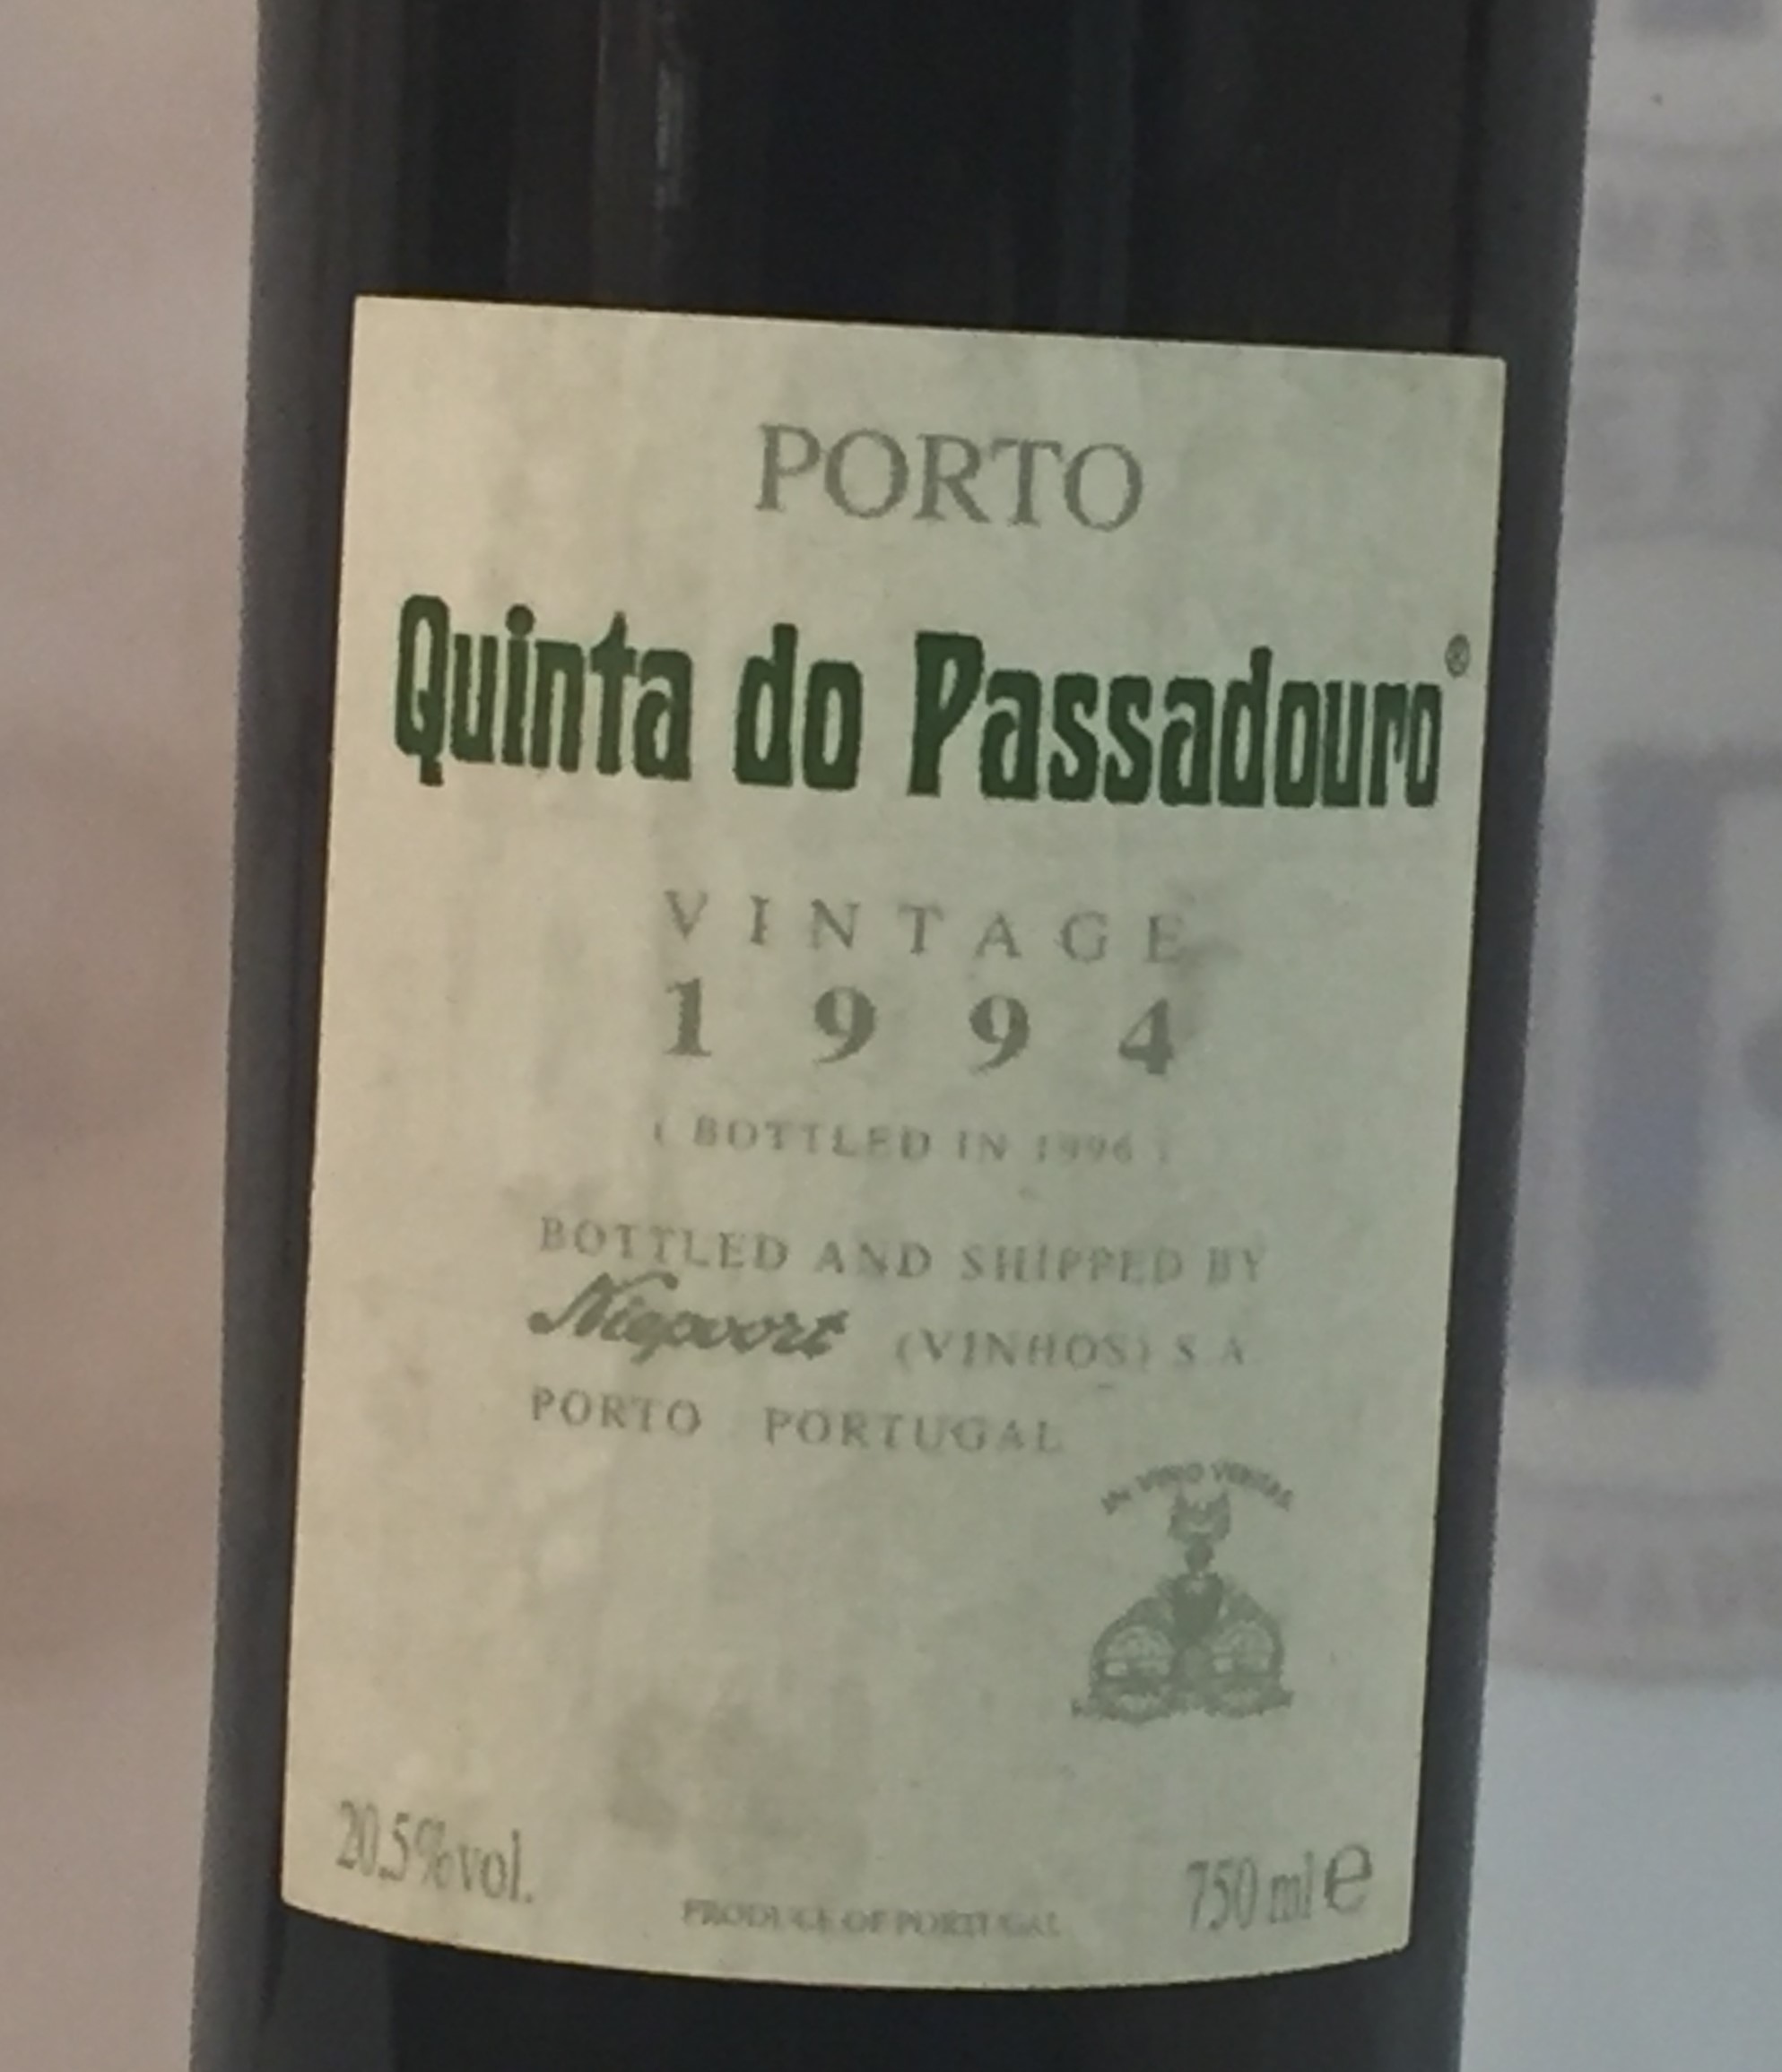 PORTO
Quinta do Passadouro®
VINTAGE
1994
( BOTTLED IN 1996 )
BOTTLED AND SHIPPED BY
Niepoort (VINHOS) S.A.
PORTO PORTUGAL
IN VINO VERITAS
20.5%vol.
750 ml e
PRODUCE OF PORTUGAL